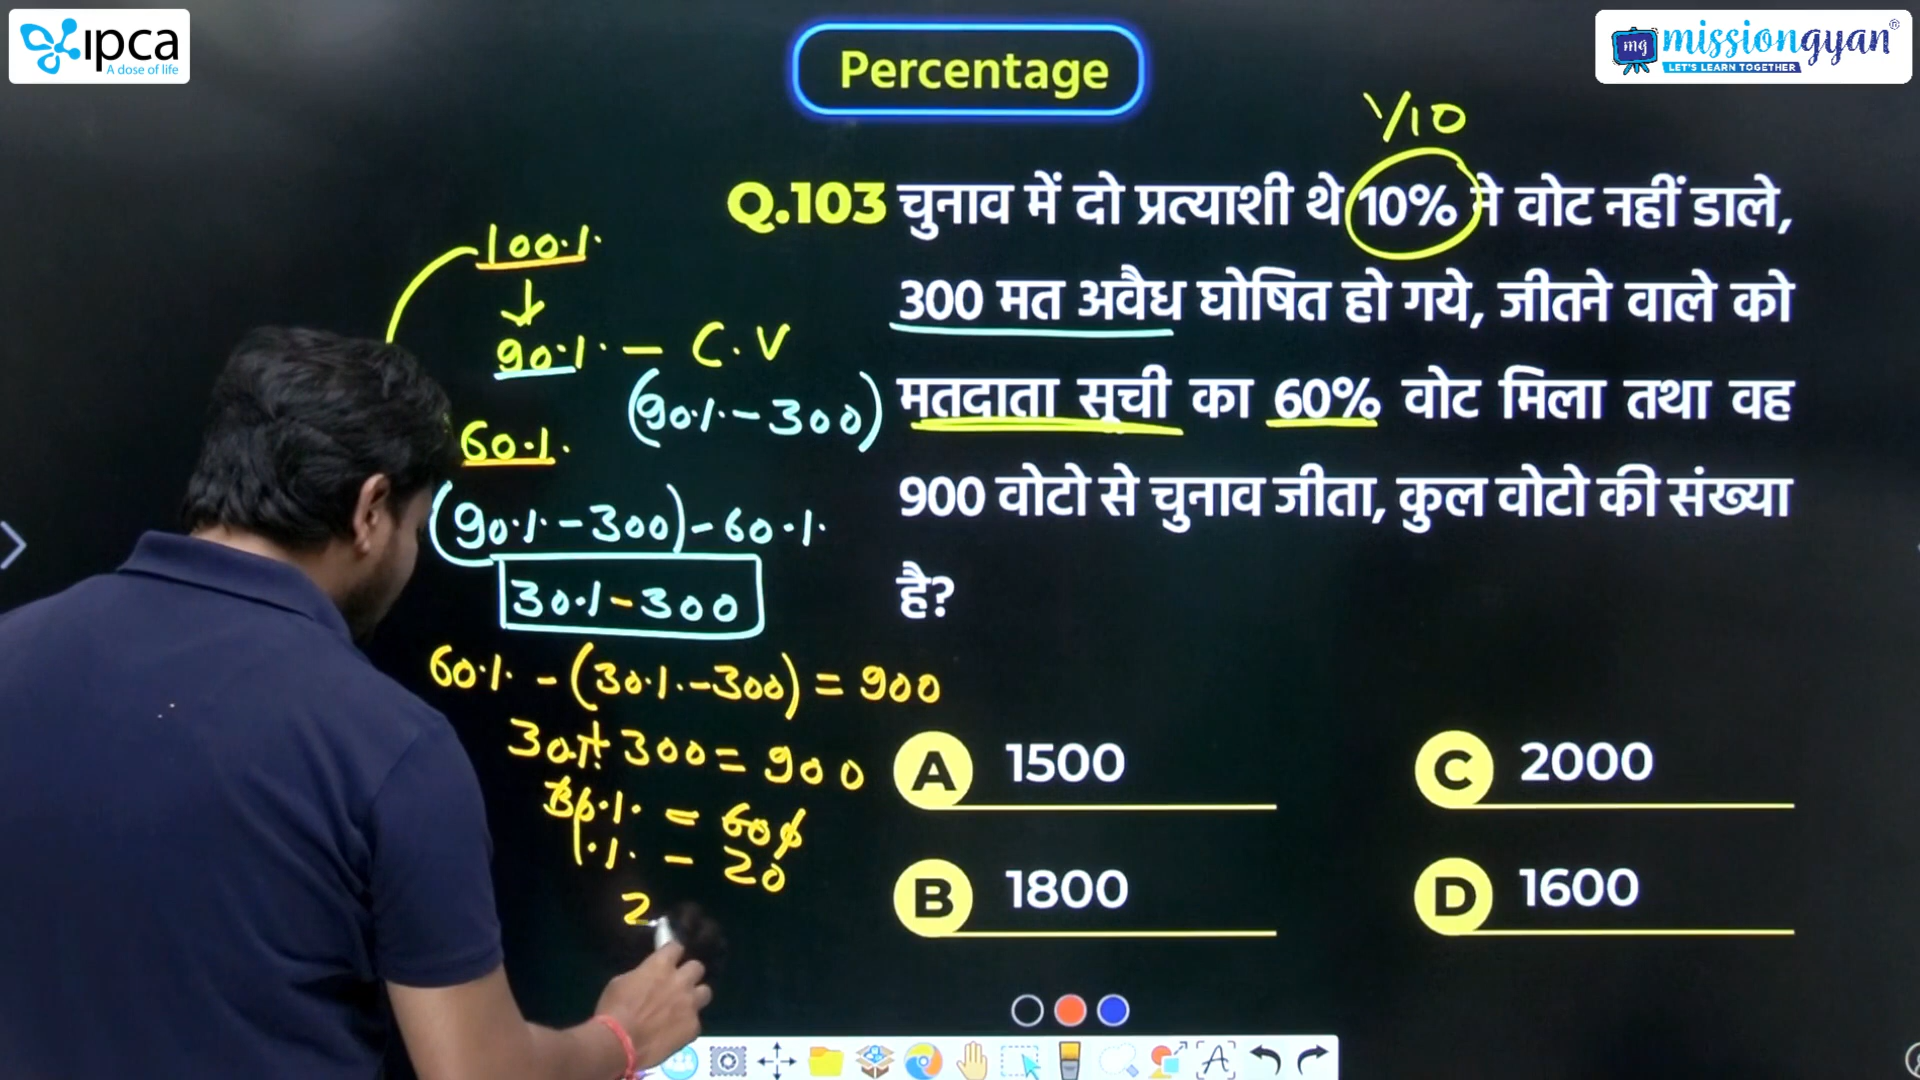 ipca
A dose of life
Percentage
mg missiongyan®
LET'S LEARN TOGETHER
1/10
Q.103 चुनाव में दो प्रत्याशी थे 10% ने वोट नहीं डाले,
300 मत अवैध घोषित हो गये, जीतने वाले को
मतदाता सूची का 60% वोट मिला तथा वह
900 वोटो से चुनाव जीता, कुल वोटो की संख्या
है?
100%
90% - C.V
(90% - 300)
60%
(90% - 300) - 60%
30% - 300
60% - (30% - 300) = 900
30% + 300 = 900
30% = 600
1% - 20
2
A 1500
C 2000
B 1800
D 1600